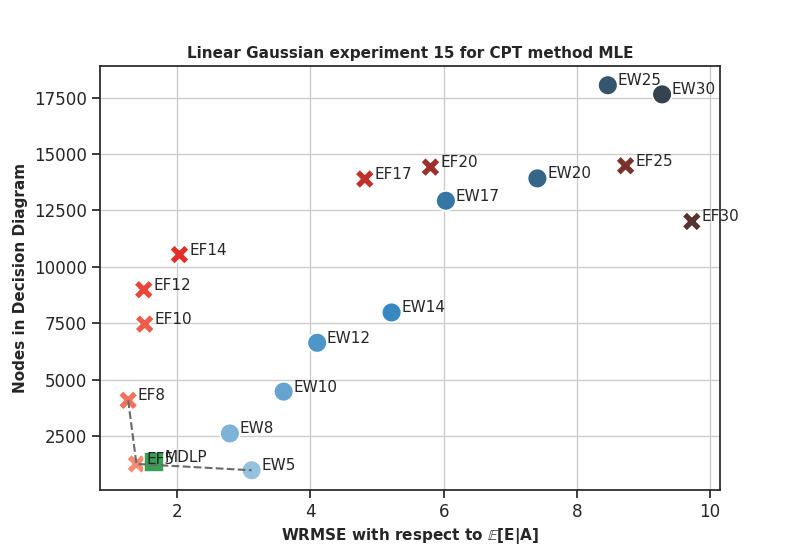 Linear Gaussian experiment 15 for CPT method MLE
Nodes in Decision Diagram
17500
15000
12500
10000
7500
5000
2500
EW25
EW30
EF17
EF20
EF25
EW20
EW17
EF30
EF14
EF12
EF10
EW14
EW12
EF8
EW10
EW8
EF5
MDLP
EW5
2
4
6
8
10
WRMSE with respect to 𝔼[E|A]